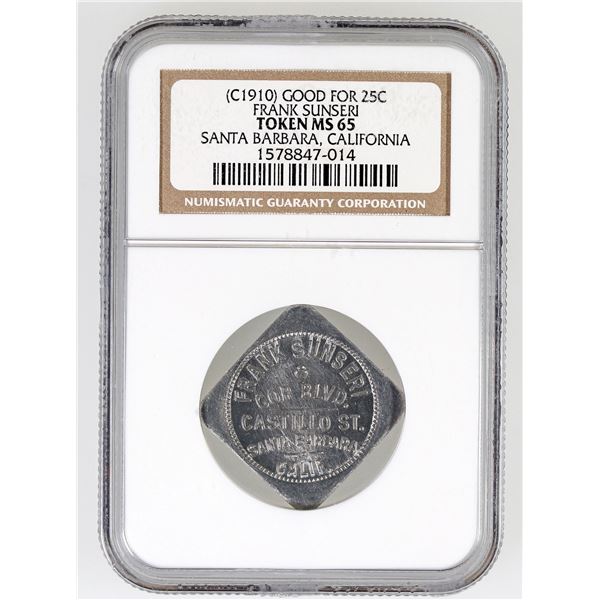 (C1910) GOOD FOR 25C
FRANK SUNSERI
TOKEN MS 65
SANTA BARBARA, CALIFORNIA
1578847-014
NUMISMATIC GUARANTY CORPORATION
FRANK SUNSERI
COR BLVD.
&
CASTILLO ST.
SANTA BARBARA
CALIF.